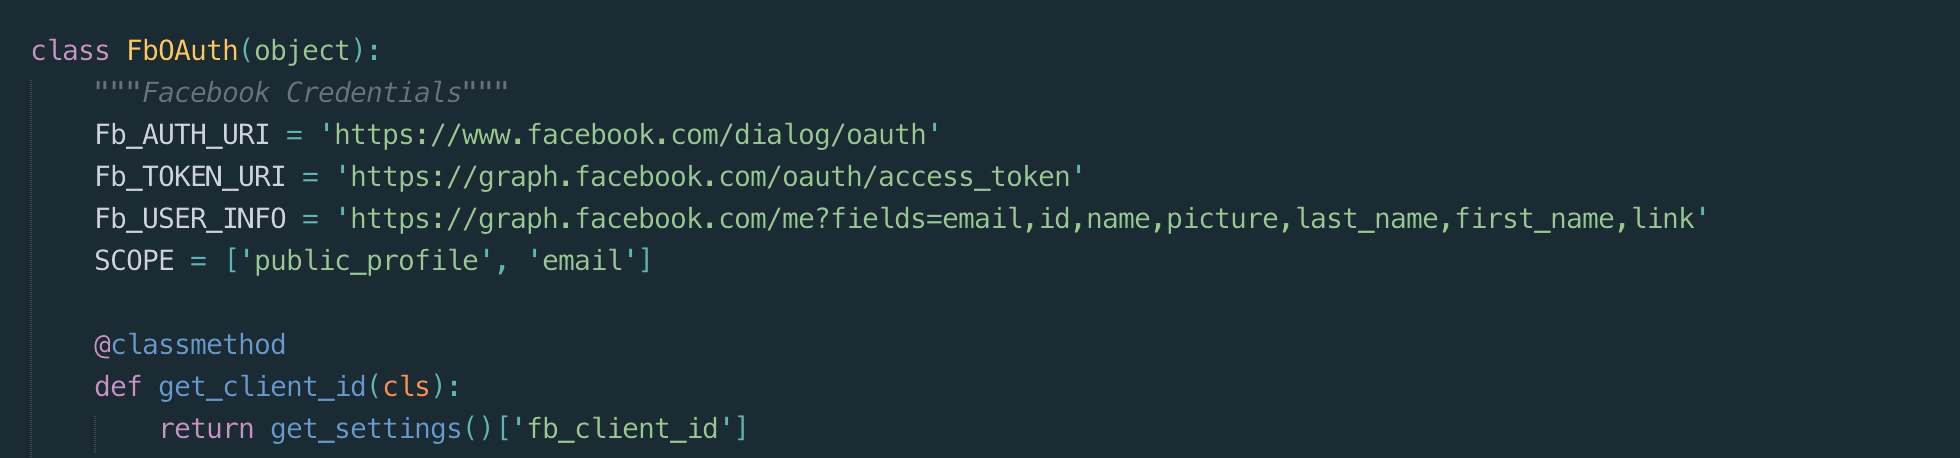 class FbOAuth(object):
    """Facebook Credentials"""
    Fb_AUTH_URI = 'https://www.facebook.com/dialog/oauth'
    Fb_TOKEN_URI = 'https://graph.facebook.com/oauth/access_token'
    Fb_USER_INFO = 'https://graph.facebook.com/me?fields=email,id,name,picture,last_name,first_name,link'
    SCOPE = ['public_profile', 'email']

    @classmethod
    def get_client_id(cls):
        return get_settings()['fb_client_id']